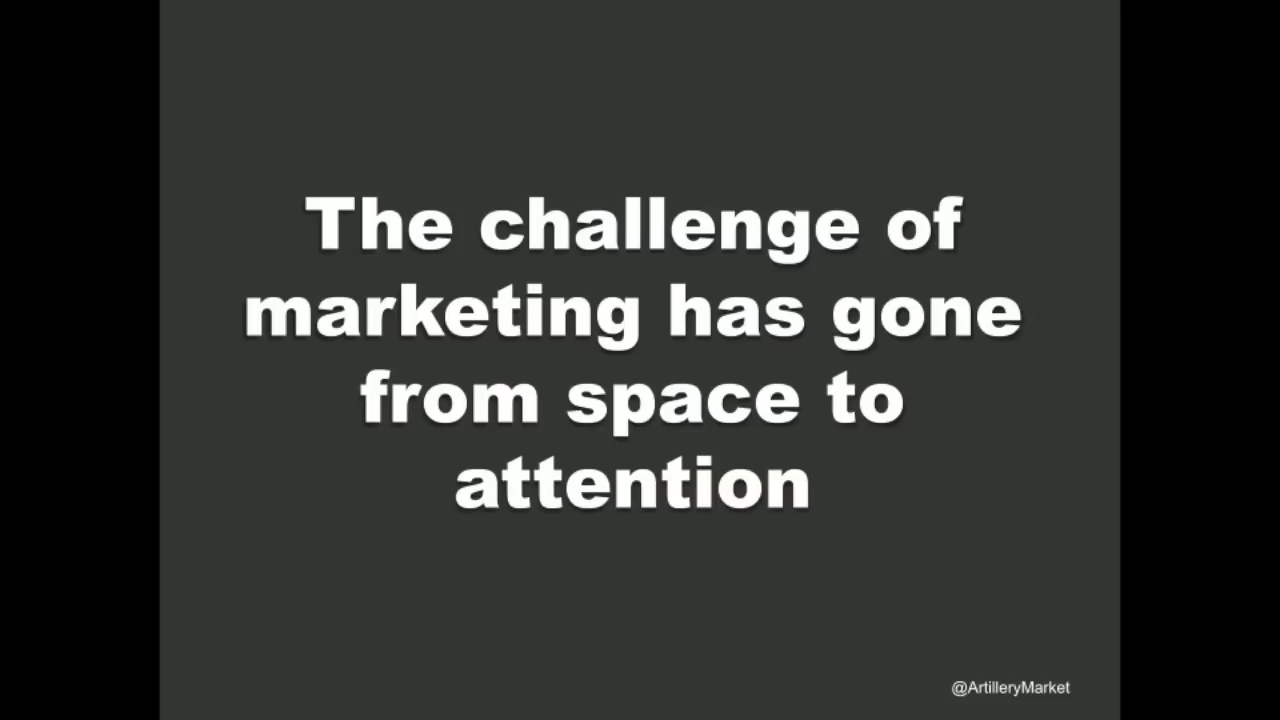 The challenge of
marketing has gone
from space to
attention
@ArtilleryMarket